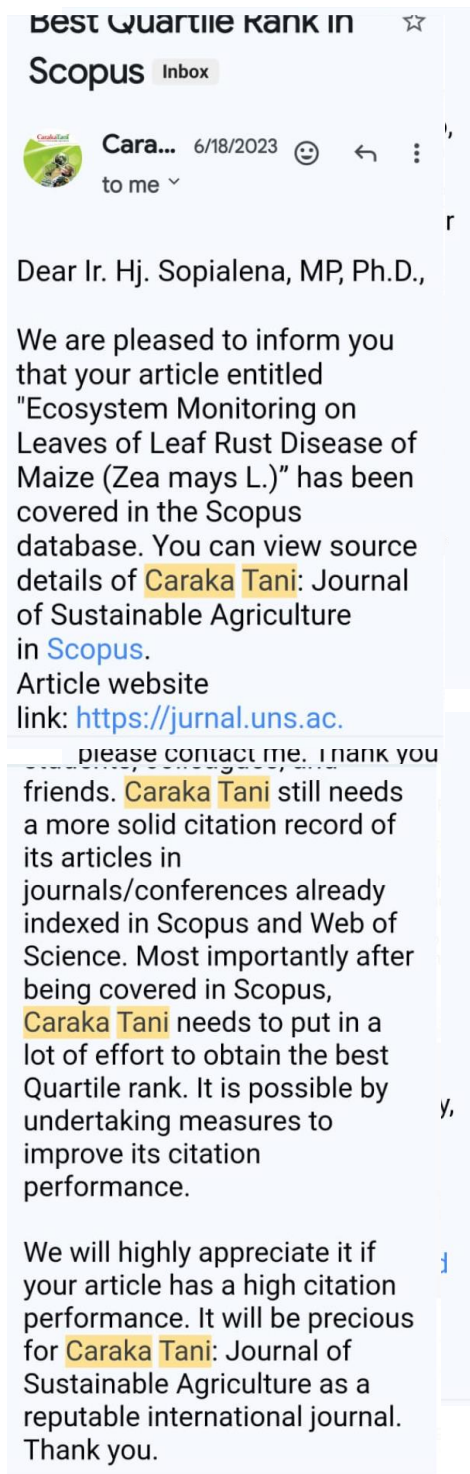 Best Quartile Rank in
Scopus Inbox
Cara... 6/18/2023
to me
Dear Ir. Hj. Sopialena, MP, Ph.D.,
We are pleased to inform you
that your article entitled
"Ecosystem Monitoring on
Leaves of Leaf Rust Disease of
Maize (Zea mays L.)” has been
covered in the Scopus
database. You can view source
details of Caraka Tani: Journal
of Sustainable Agriculture
in Scopus.
Article website
link: https://jurnal.uns.ac.
please contact me. Thank you
students, colleagues, and
friends. Caraka Tani still needs
a more solid citation record of
its articles in
journals/conferences already
indexed in Scopus and Web of
Science. Most importantly after
being covered in Scopus,
Caraka Tani needs to put in a
lot of effort to obtain the best
Quartile rank. It is possible by
undertaking measures to
improve its citation
performance.
We will highly appreciate it if
your article has a high citation
performance. It will be precious
for Caraka Tani: Journal of
Sustainable Agriculture as a
reputable international journal.
Thank you.